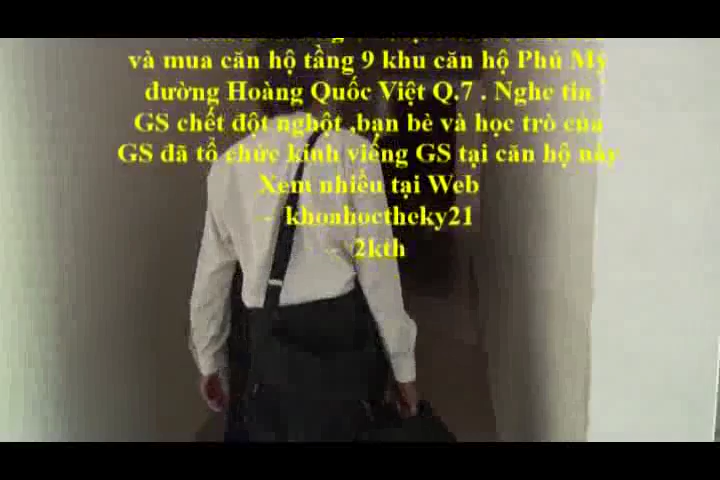 và mua căn hộ tầng 9 khu căn hộ Phú Mỹ
đường Hoàng Quốc Việt Q.7 . Nghe tin
GS chết đột nghột ,bạn bè và học trò của
GS đã tổ chức kính viếng GS tại căn hộ này
Xem nhiều tại Web
- khoahoctheky21
- 2kth